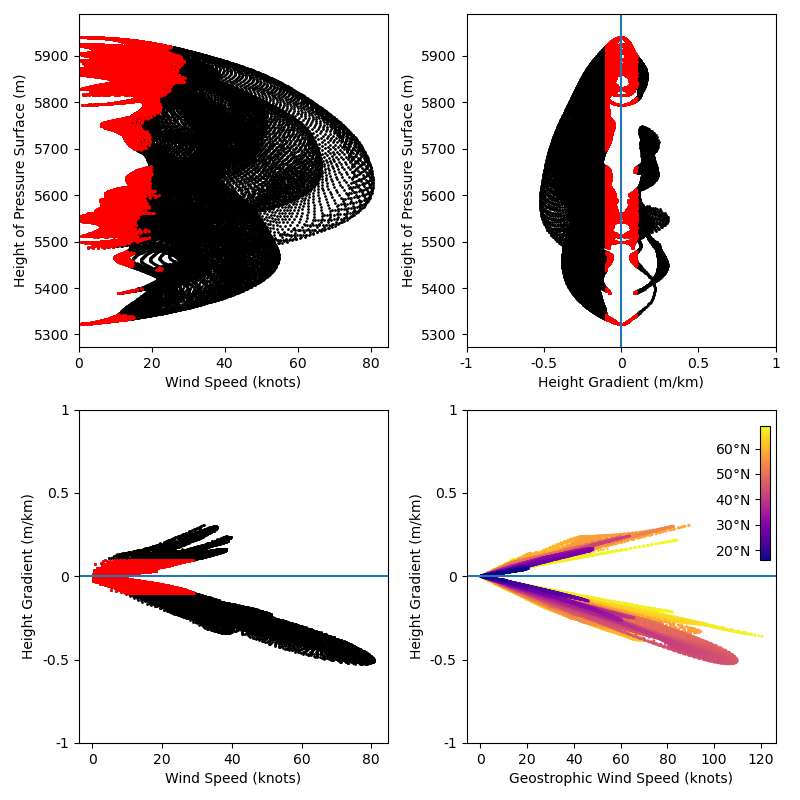 5900
5800
5700
5600
5500
5400
5300
Height of Pressure Surface (m)
0 20 40 60 80
Wind Speed (knots)
5900
5800
5700
5600
5500
5400
5300
Height of Pressure Surface (m)
-1 -0.5 0 0.5 1
Height Gradient (m/km)
1
0.5
0
-0.5
-1
Height Gradient (m/km)
0 20 40 60 80
Wind Speed (knots)
1
0.5
0
-0.5
-1
Height Gradient (m/km)
60°N
50°N
40°N
30°N
20°N
0 20 40 60 80 100 120
Geostrophic Wind Speed (knots)